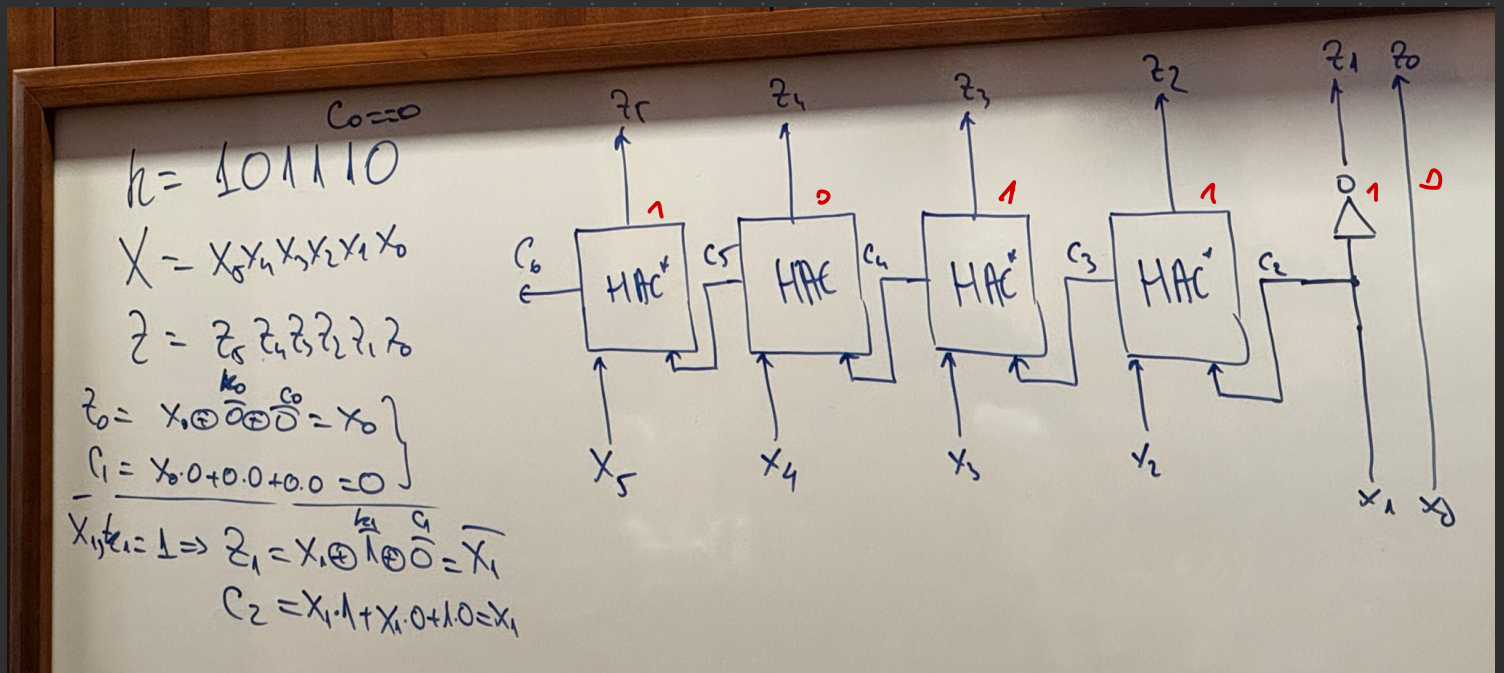 C₀==0
k = 101110
X = X₅X₄X₃X₂X₁X₀
Z = Z₅Z₄Z₃Z₂Z₁Z₀
k₀ C₀
Z₀ = X₀⊕0⊕0 = X₀
C₁ = X₀·0+0·0+0·0 = 0
k₁ C₁
X₁, k₁ = 1 => Z₁ = X₁⊕1⊕0 = X̅₁
C₂ = X₁·1+X₁·0+1·0=X₁
Z₅ Z₄ Z₃ Z₂ Z₁ Z₀
1 0 1 1 1 0
C₆ HAC* C₅ HAC C₄ HAC* C₃ HAC* C₂
X₅ X₄ X₃ X₂ X₁ X₀